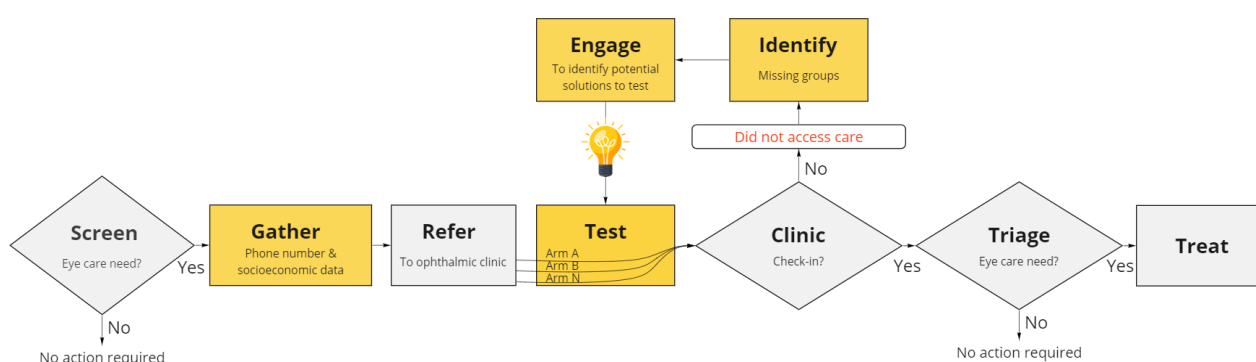 Engage
To identify potential
solutions to test
Identify
Missing groups
Did not access care
No
Screen
Eye care need?
Yes
No
No action required
Gather
Phone number &
socioeconomic data
Refer
To ophthalmic clinic
Test
Arm A
Arm B
Arm N
Clinic
Check-in?
Yes
Triage
Eye care need?
Yes
No
No action required
Treat